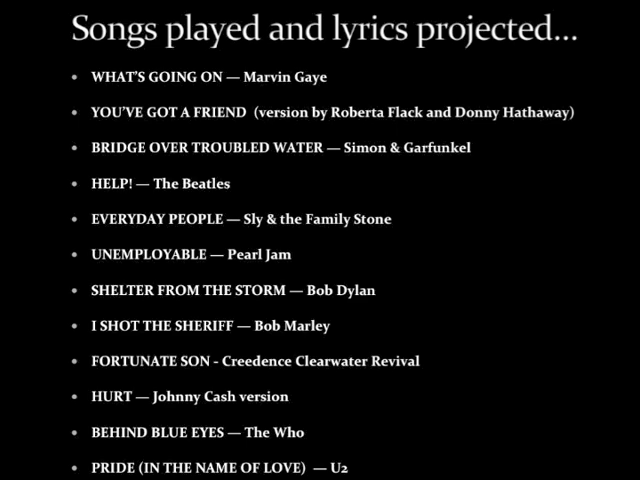 Songs played and lyrics projected...
• WHAT'S GOING ON — Marvin Gaye
• YOU'VE GOT A FRIEND (version by Roberta Flack and Donny Hathaway)
• BRIDGE OVER TROUBLED WATER — Simon & Garfunkel
• HELP! — The Beatles
• EVERYDAY PEOPLE — Sly & the Family Stone
• UNEMPLOYABLE — Pearl Jam
• SHELTER FROM THE STORM — Bob Dylan
• I SHOT THE SHERIFF — Bob Marley
• FORTUNATE SON - Creedence Clearwater Revival
• HURT — Johnny Cash version
• BEHIND BLUE EYES — The Who
• PRIDE (IN THE NAME OF LOVE) — U2